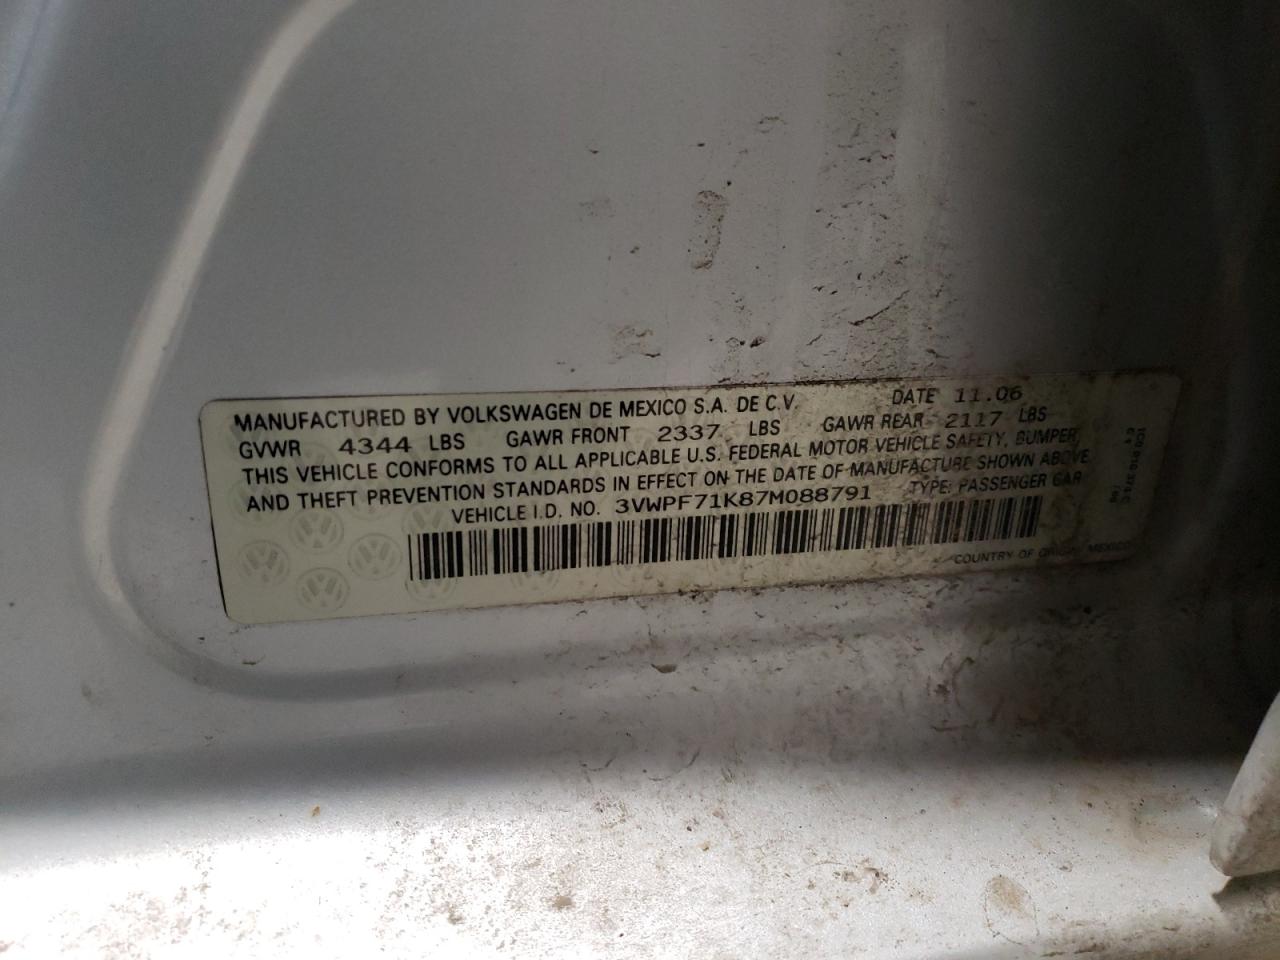 MANUFACTURED BY VOLKSWAGEN DE MEXICO S.A. DE C.V. DATE 11.06
GVWR 4344 LBS GAWR FRONT 2337 LBS GAWR REAR 2117 LBS
THIS VEHICLE CONFORMS TO ALL APPLICABLE U.S. FEDERAL MOTOR VEHICLE SAFETY, BUMPER,
AND THEFT PREVENTION STANDARDS IN EFFECT ON THE DATE OF MANUFACTURE SHOWN ABOVE
VEHICLE I.D. NO. 3VWPF71K87M088791 TYPE: PASSENGER CAR
COUNTRY OF ORIGIN: MEXICO